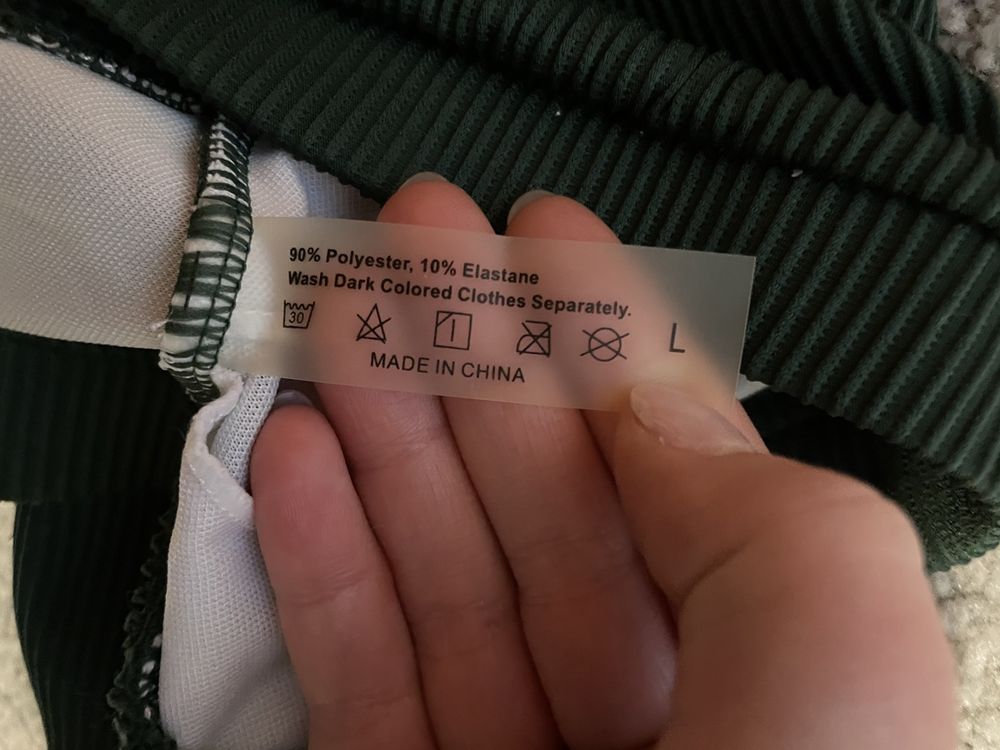 90% Polyester, 10% Elastane
Wash Dark Colored Clothes Separately.
30
L
MADE IN CHINA